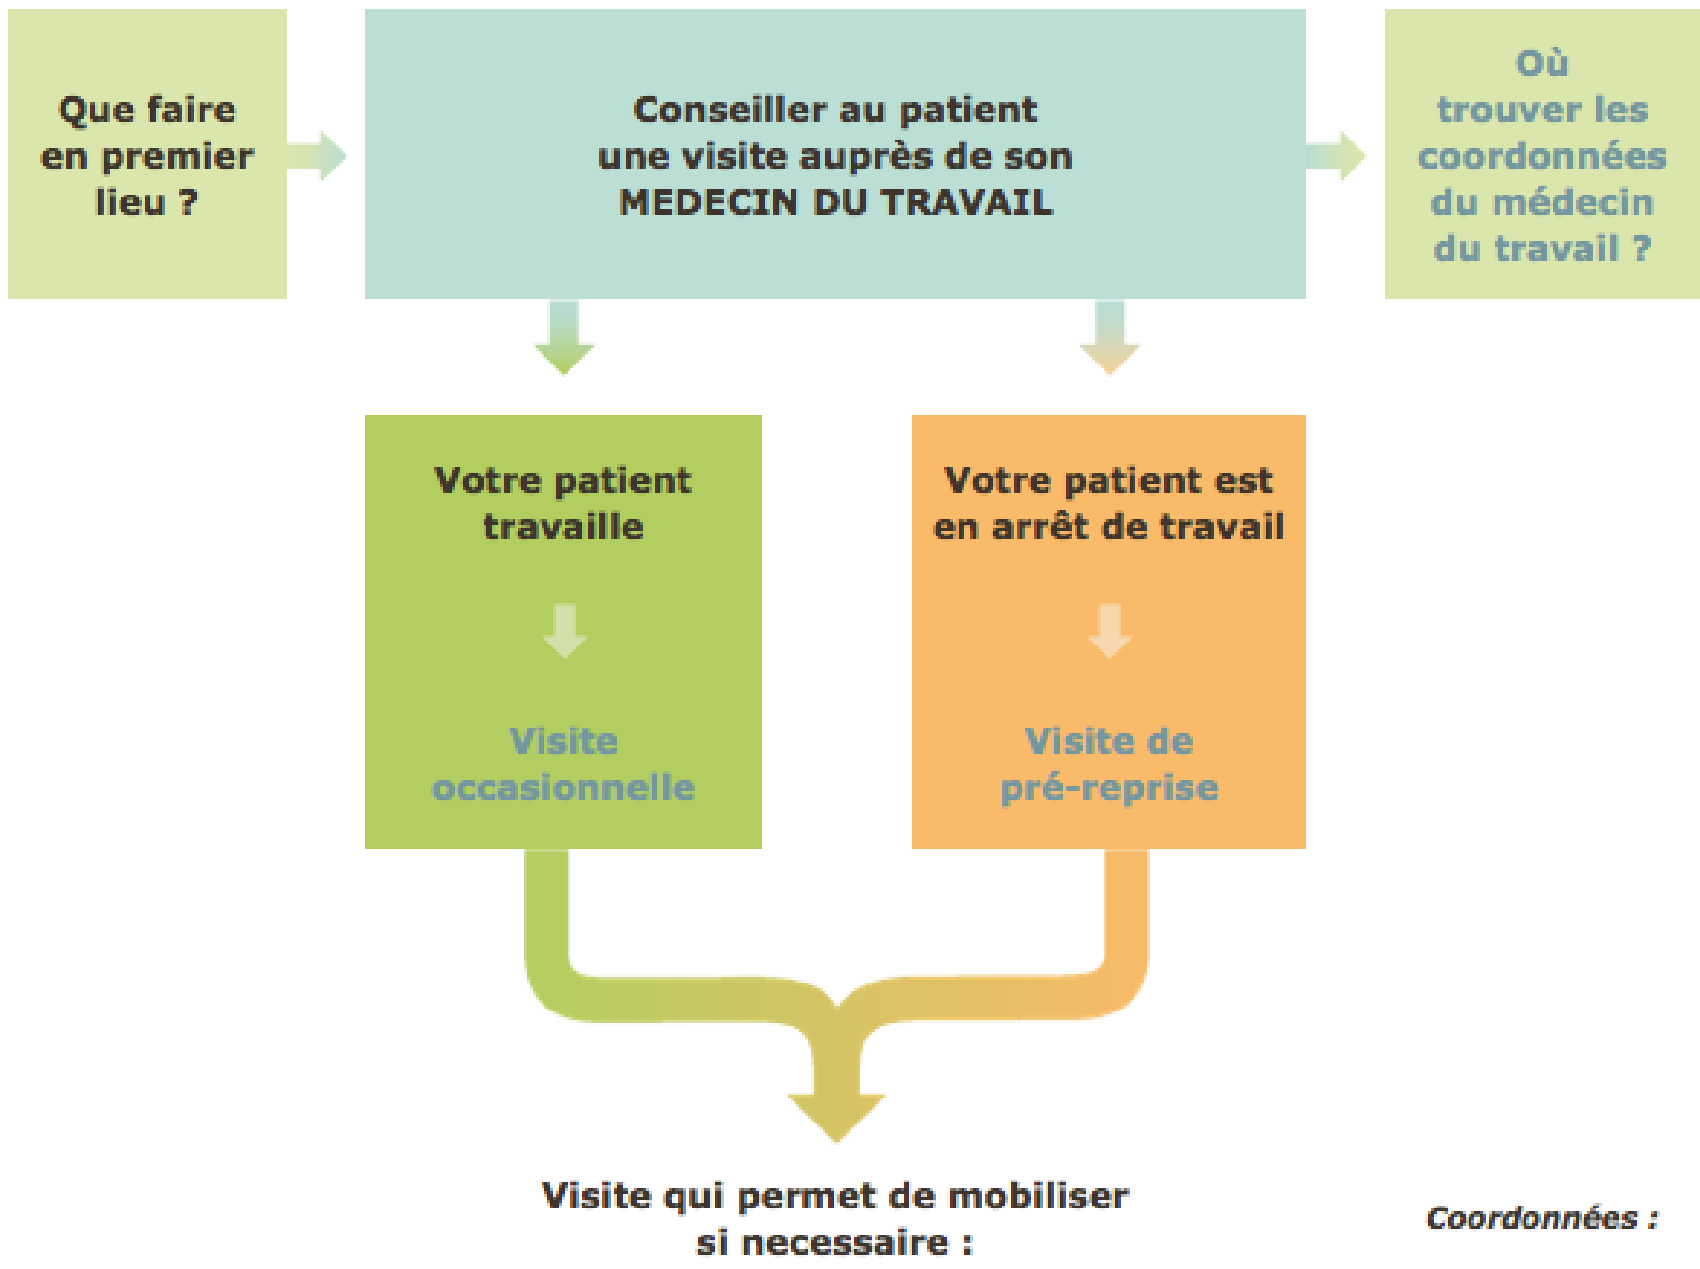 Que faire
en premier
lieu ?
Conseiller au patient
une visite auprès de son
MEDECIN DU TRAVAIL
Où
trouver les
coordonnées
du médecin
du travail ?
Votre patient
travaille
Visite
occasionnelle
Votre patient est
en arrêt de travail
Visite de
pré-reprise
Visite qui permet de mobiliser
si necessaire :
Coordonnées :